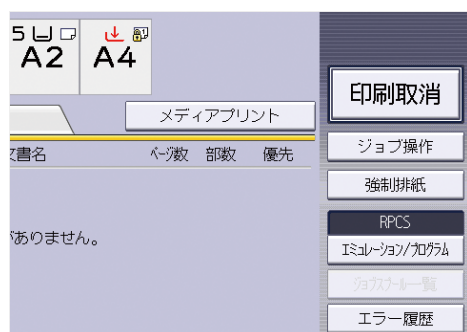 5
A2 A4
印刷取消
メディアプリント
文書名 ページ数 部数 優先
ジョブ操作
強制排紙
がありません。
RPCS
エミュレーション/プログラム
ジョブスプール一覧
エラー履歴